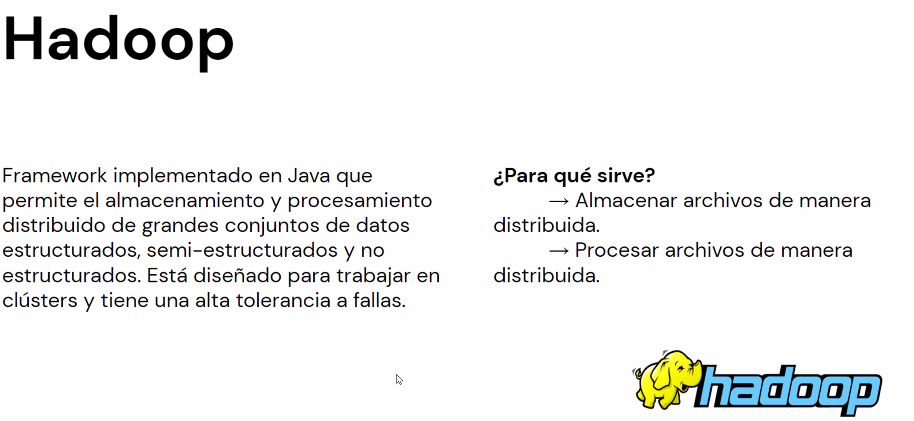 Hadoop
Framework implementado en Java que
permite el almacenamiento y procesamiento
distribuido de grandes conjuntos de datos
estructurados, semi-estructurados y no
estructurados. Está diseñado para trabajar en
clústers y tiene una alta tolerancia a fallas.
¿Para qué sirve?
→ Almacenar archivos de manera
distribuida.
→ Procesar archivos de manera
distribuida.
hadoop